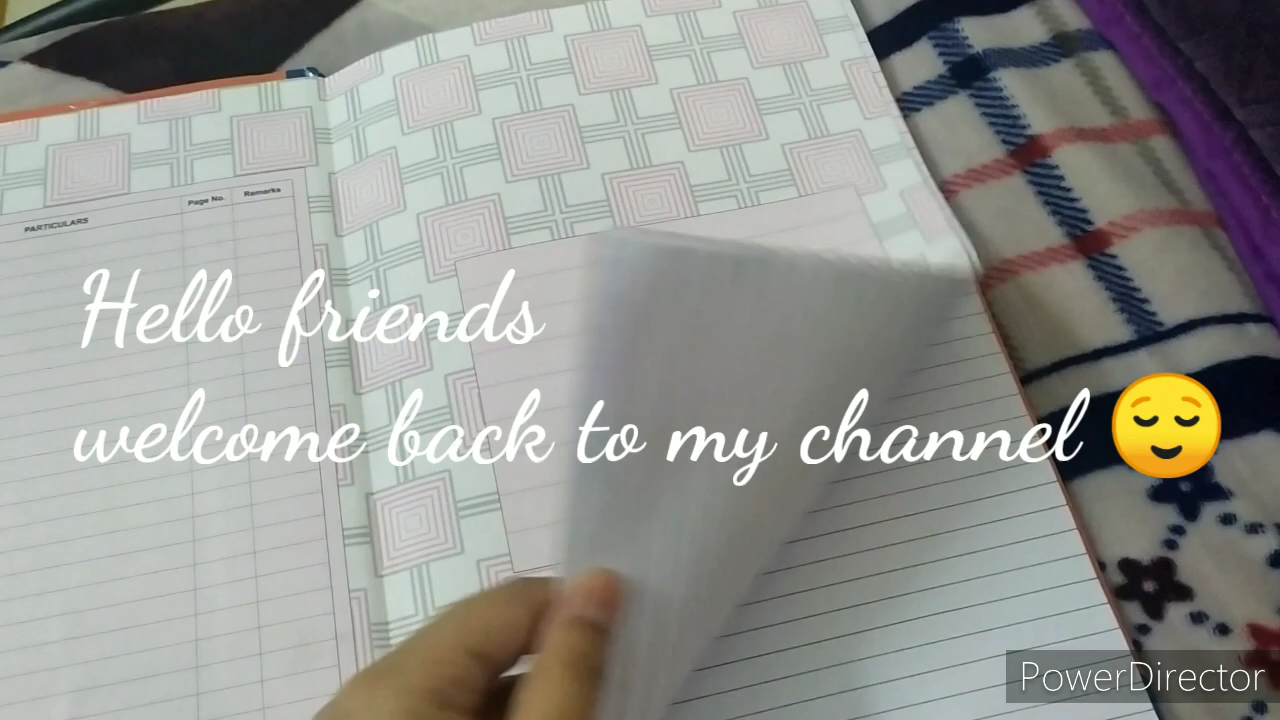 PARTICULARS Page No. Remarks
Hello friends
welcome back to my channel 😌
PowerDirector